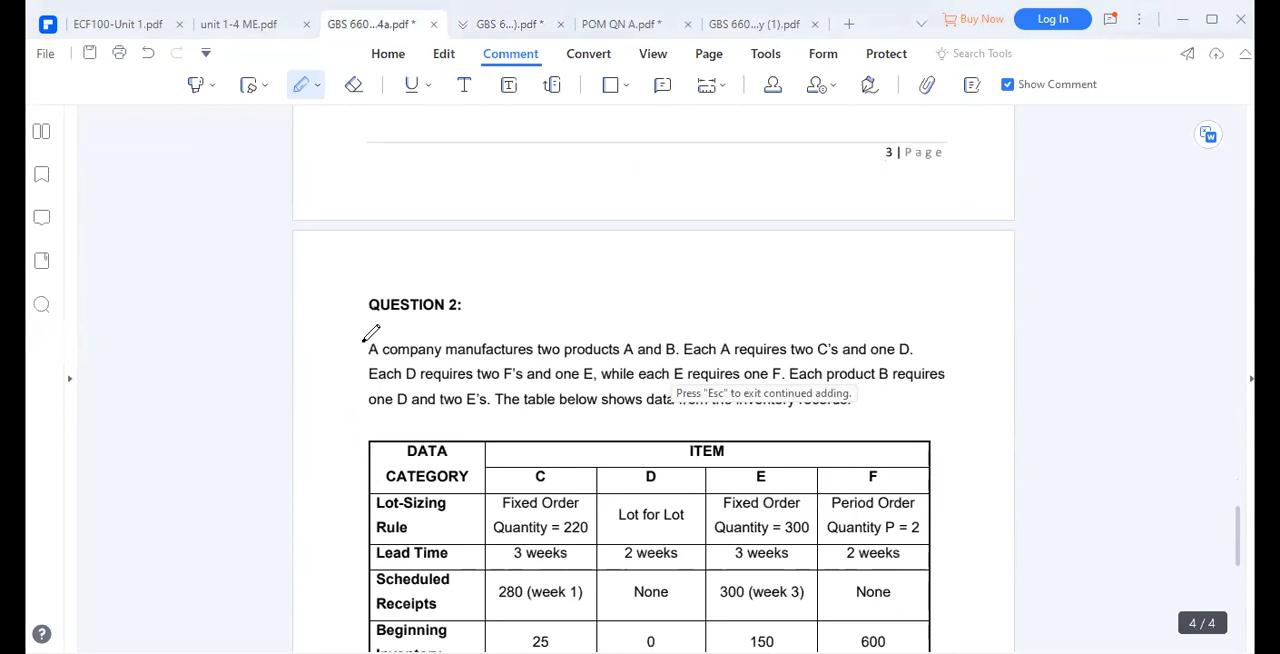 ECF100-Unit 1.pdf × unit 1-4 ME.pdf × GBS 660....4a.pdf * × GBS 6...).pdf * × POM QN A.pdf * × GBS 660....y (1).pdf × + Buy Now Log In
File Home Edit Comment Convert View Page Tools Form Protect Search Tools
Show Comment
3 | Page
QUESTION 2:
A company manufactures two products A and B. Each A requires two C's and one D.
Each D requires two F's and one E, while each E requires one F. Each product B requires
Press "Esc" to exit continued adding.
one D and two E's. The table below shows data from the inventory records.
DATA CATEGORY ITEM
C D E F
Lot-Sizing Rule Fixed Order Quantity = 220 Lot for Lot Fixed Order Quantity = 300 Period Order Quantity P = 2
Lead Time 3 weeks 2 weeks 3 weeks 2 weeks
Scheduled Receipts 280 (week 1) None 300 (week 3) None
Beginning 25 0 150 600
4 / 4